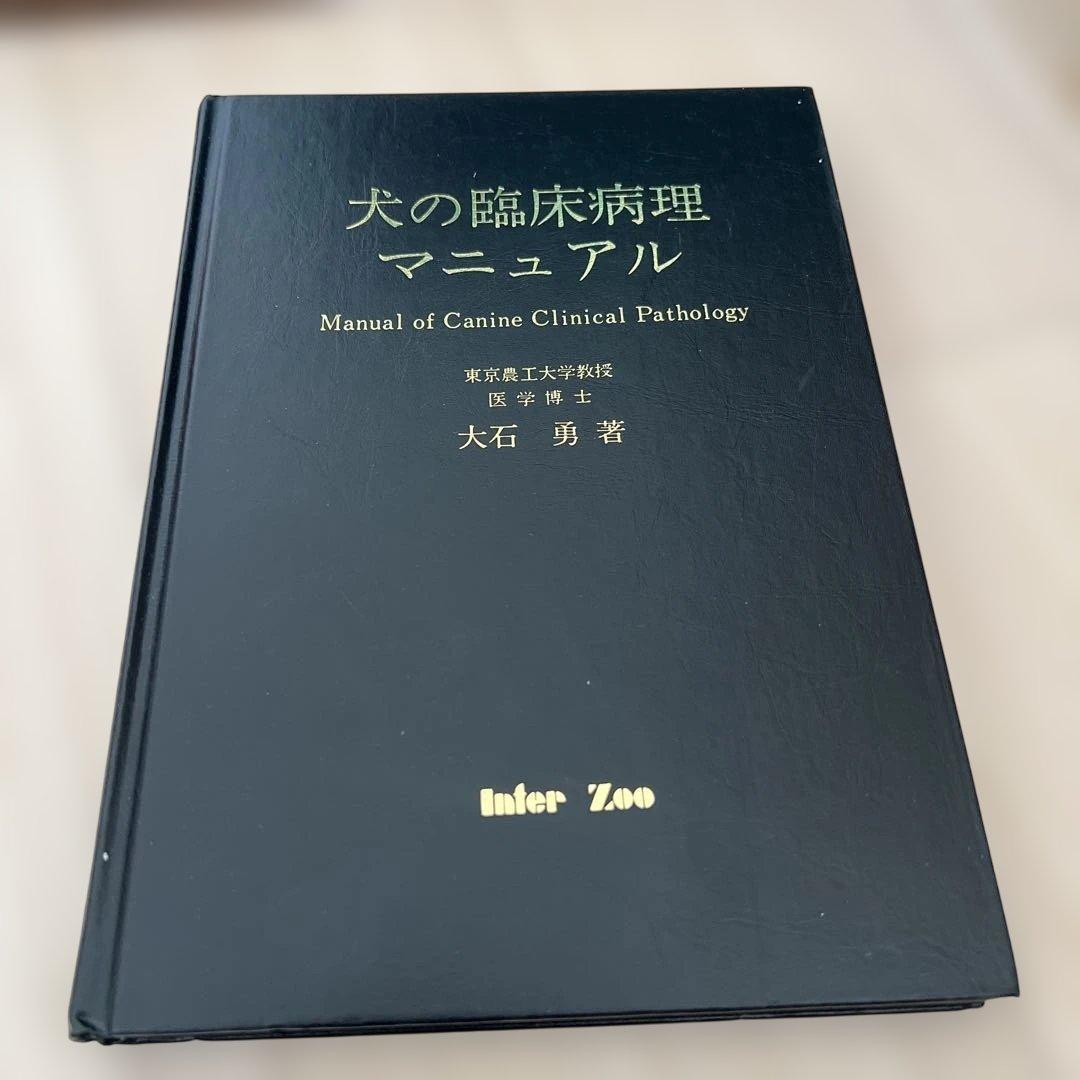 犬の臨床病理
マニュアル
Manual of Canine Clinical Pathology
東京農工大学教授
医学博士
大石 勇 著
Inter Zoo